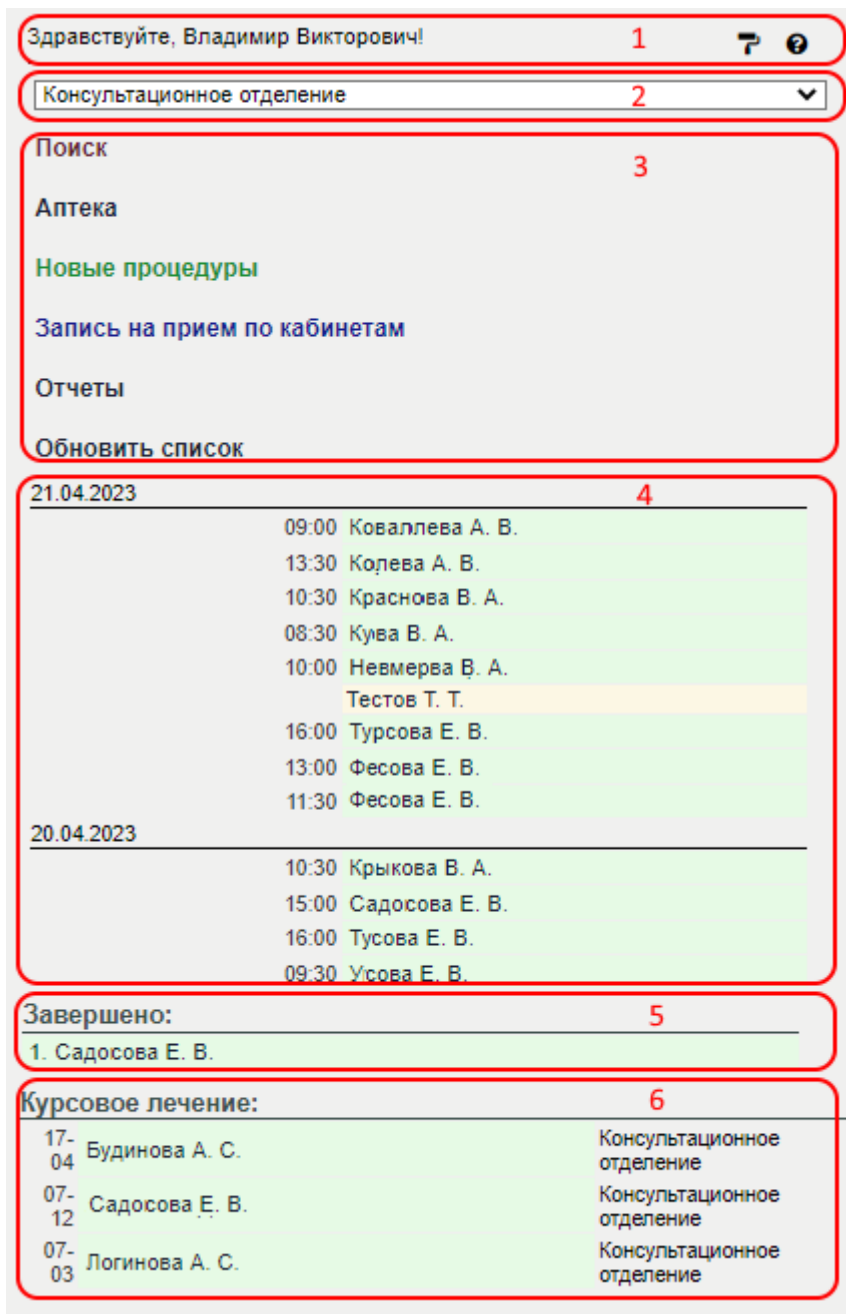 Здравствуйте, Владимир Викторович! 1
Консультационное отделение 2
Поиск 3
Аптека
Новые процедуры
Запись на прием по кабинетам
Отчеты
Обновить список
21.04.2023 4
09:00 Коваллева А. В.
13:30 Колева А. В.
10:30 Краснова В. А.
08:30 Кува В. А.
10:00 Невмерва В. А.
Тестов Т. Т.
16:00 Турсова Е. В.
13:00 Фесова Е. В.
11:30 Фесова Е. В.
20.04.2023
10:30 Крыкова В. А.
15:00 Садосова Е. В.
16:00 Тусова Е. В.
09:30 Усова Е. В.
Завершено: 5
1. Садосова Е. В.
Курсовое лечение: 6
17-
04 Будинова А. С. Консультационное
отделение
07-
12 Садосова Е. В. Консультационное
отделение
07-
03 Логинова А. С. Консультационное
отделение